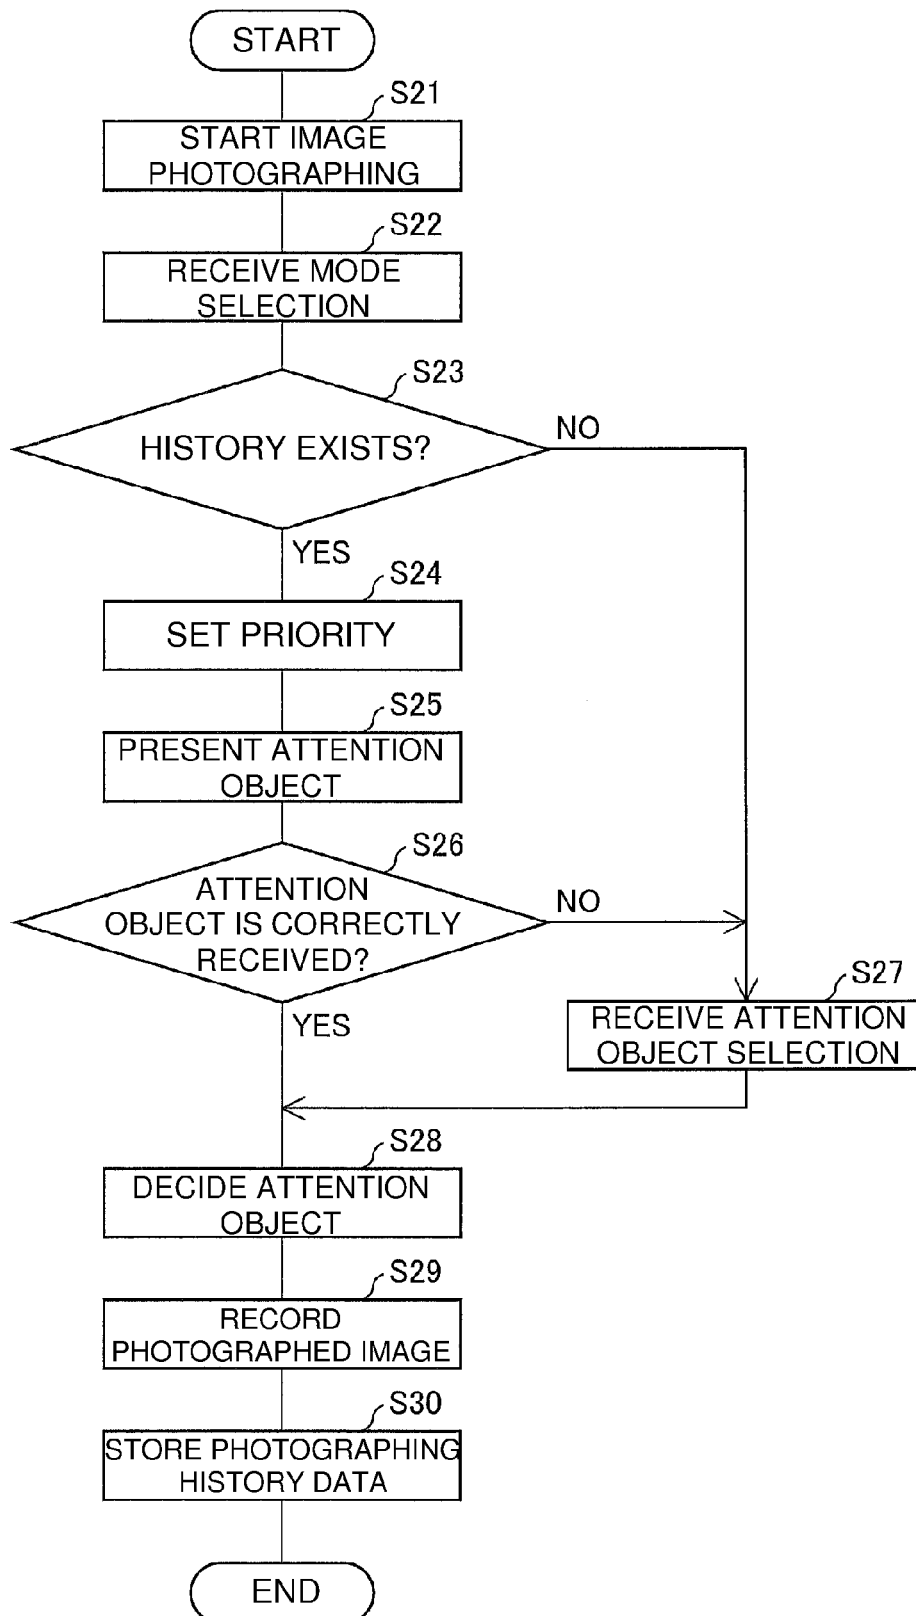 START
S21
START IMAGE
PHOTOGRAPHING
S22
RECEIVE MODE
SELECTION
S23
HISTORY EXISTS?
NO
YES
S24
SET PRIORITY
S25
PRESENT ATTENTION
OBJECT
S26
ATTENTION
OBJECT IS CORRECTLY
RECEIVED?
NO
YES
S27
RECEIVE ATTENTION
OBJECT SELECTION
S28
DECIDE ATTENTION
OBJECT
S29
RECORD
PHOTOGRAPHED IMAGE
S30
STORE PHOTOGRAPHING
HISTORY DATA
END